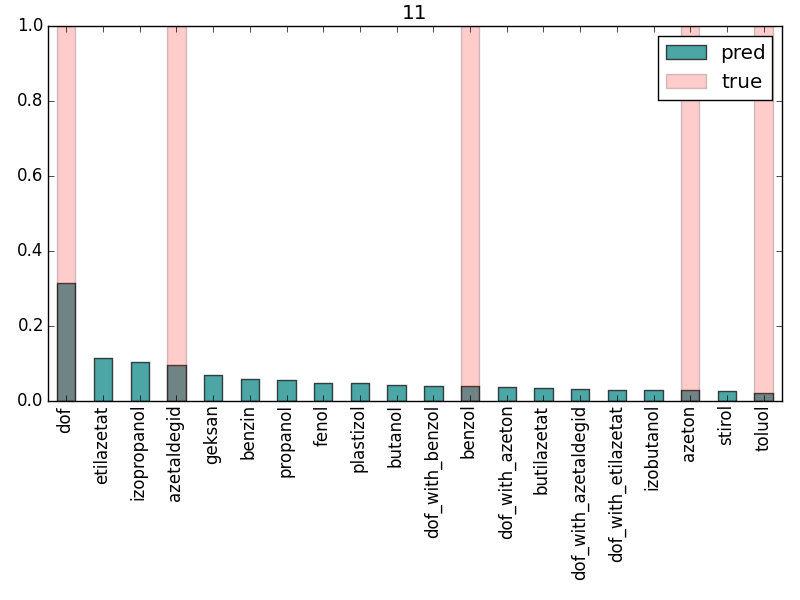 11
1.0
0.8
0.6
0.4
0.2
0.0
pred
true
dof
etilazetat
izopropanol
azetaldegid
geksan
benzin
propanol
fenol
plastizol
butanol
dof_with_benzol
benzol
dof_with_azeton
butilazetat
dof_with_azetaldegid
dof_with_etilazetat
izobutanol
azeton
stirol
toluol